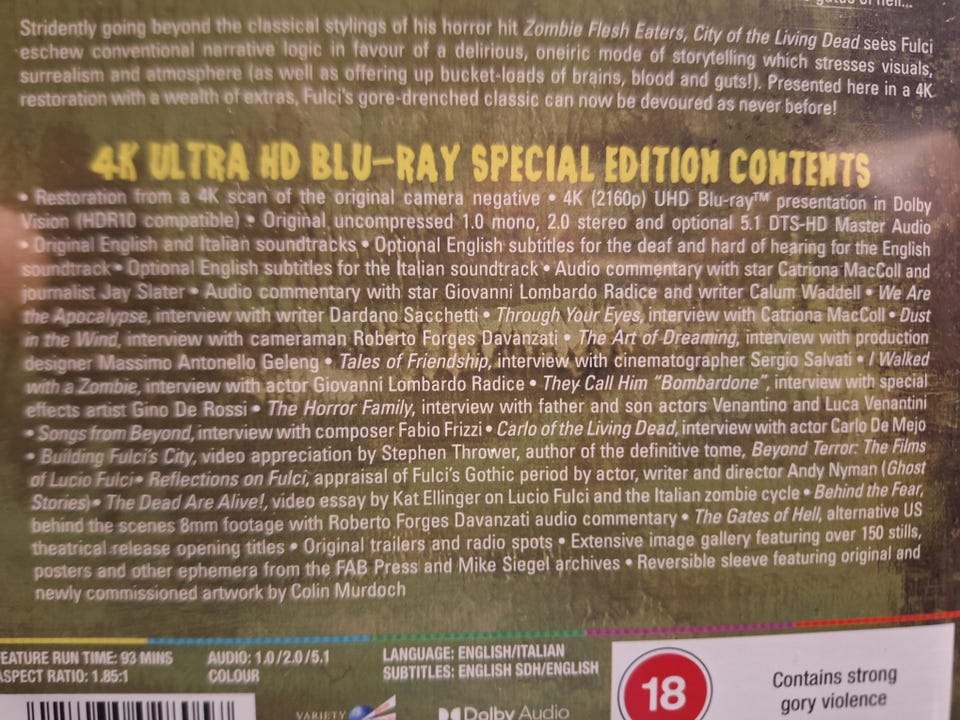 gates of hell...
Stridently going beyond the classical stylings of his horror hit Zombie Flesh Eaters, City of the Living Dead sees Fulci
eschew conventional narrative logic in favour of a delirious, oneiric mode of storytelling which stresses visuals,
surrealism and atmosphere (as well as offering up bucket-loads of brains, blood and guts!). Presented here in a 4K
restoration with a wealth of extras, Fulci's gore-drenched classic can now be devoured as never before!
4K ULTRA HD BLU-RAY SPECIAL EDITION CONTENTS
• Restoration from a 4K scan of the original camera negative • 4K (2160p) UHD Blu-ray™ presentation in Dolby
Vision (HDR10 compatible) • Original uncompressed 1.0 mono, 2.0 stereo and optional 5.1 DTS-HD Master Audio
• Original English and Italian soundtracks • Optional English subtitles for the deaf and hard of hearing for the English
soundtrack • Optional English subtitles for the Italian soundtrack • Audio commentary with star Catriona MacColl and
journalist Jay Slater • Audio commentary with star Giovanni Lombardo Radice and writer Calum Waddell • We Are
the Apocalypse, interview with writer Dardano Sacchetti • Through Your Eyes, interview with Catriona MacColl • Dust
in the Wind, interview with cameraman Roberto Forges Davanzati • The Art of Dreaming, interview with production
designer Massimo Antonello Geleng • Tales of Friendship, interview with cinematographer Sergio Salvati • I Walked
with a Zombie, interview with actor Giovanni Lombardo Radice • They Call Him "Bombardone", interview with special
effects artist Gino De Rossi • The Horror Family, interview with father and son actors Venantino and Luca Venantini
• Songs from Beyond, interview with composer Fabio Frizzi • Carlo of the Living Dead, interview with actor Carlo De Mejo
• Building Fulci's City, video appreciation by Stephen Thrower, author of the definitive tome, Beyond Terror: The Films
of Lucio Fulci • Reflections on Fulci, appraisal of Fulci's Gothic period by actor, writer and director Andy Nyman (Ghost
Stories) • The Dead Are Alive!, video essay by Kat Ellinger on Lucio Fulci and the Italian zombie cycle • Behind the Fear,
behind the scenes 8mm footage with Roberto Forges Davanzati audio commentary • The Gates of Hell, alternative US
theatrical release opening titles • Original trailers and radio spots • Extensive image gallery featuring over 150 stills,
posters and other ephemera from the FAB Press and Mike Siegel archives • Reversible sleeve featuring original and
newly commissioned artwork by Colin Murdoch
FEATURE RUN TIME: 93 MINS
ASPECT RATIO: 1.85:1
AUDIO: 1.0/2.0/5.1
COLOUR
LANGUAGE: ENGLISH/ITALIAN
SUBTITLES: ENGLISH SDH/ENGLISH
18
Contains strong
gory violence
VARIETY
Dolby Audio